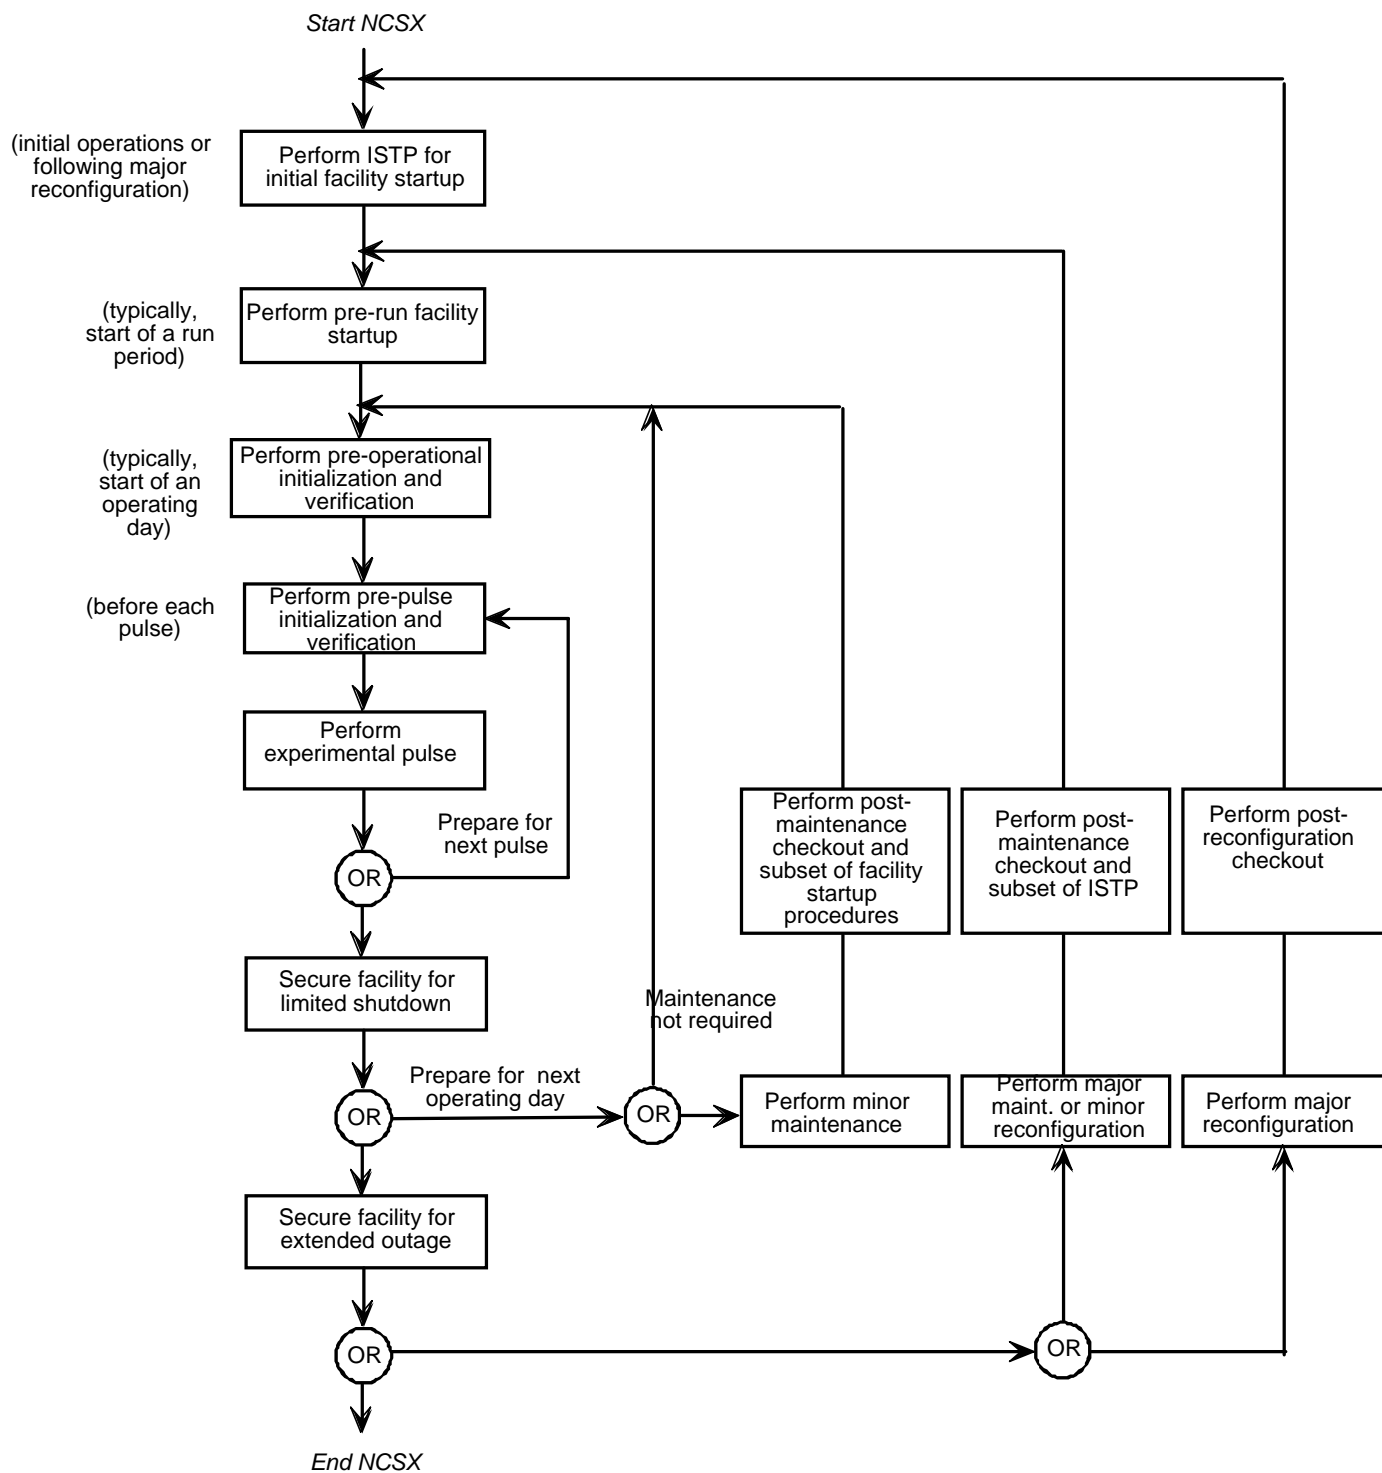 Start NCSX
(initial operations or
following major
reconfiguration)
Perform ISTP for
initial facility startup
(typically,
start of a run
period)
Perform pre-run facility
startup
(typically,
start of an
operating
day)
Perform pre-operational
initialization and
verification
(before each
pulse)
Perform pre-pulse
initialization and
verification
Perform
experimental pulse
Prepare for
next pulse
OR
Perform post-
maintenance
checkout and
subset of facility
startup
procedures
Perform post-
maintenance
checkout and
subset of ISTP
Perform post-
reconfiguration
checkout
Secure facility for
limited shutdown
Maintenance
not required
Prepare for  next
operating day
OR
OR
Perform minor
maintenance
Perform major
maint. or minor
reconfiguration
Perform major
reconfiguration
Secure facility for
extended outage
OR
OR
End NCSX